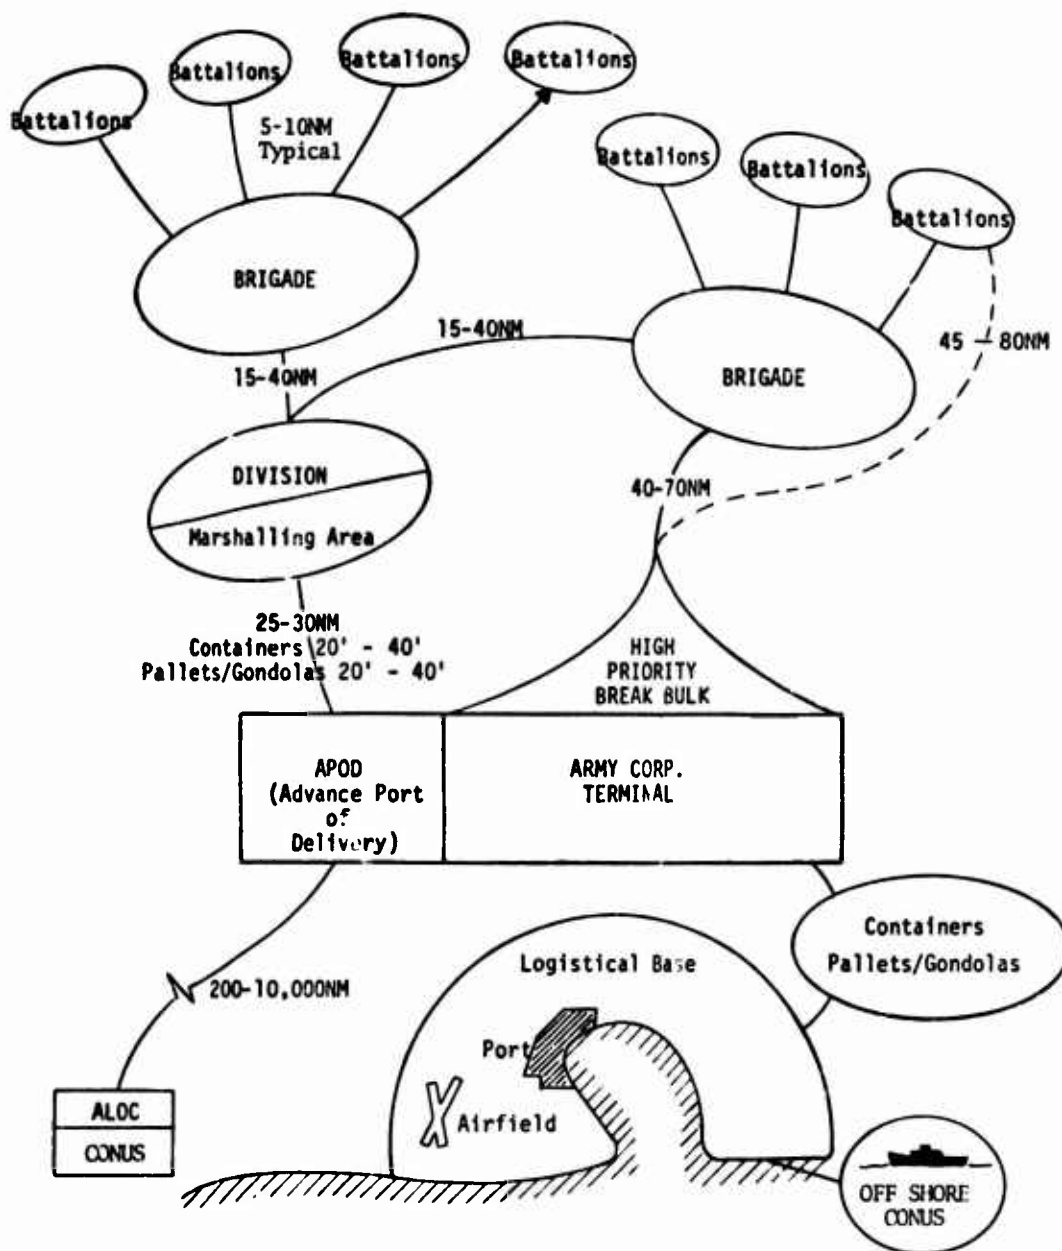 Battalions
Battalions
Battalions
Battalions
5-10NM
Typical
Battalions
Battalions
Battalions
BRIGADE
15-40NM
45 - 80NM
15-40NM
BRIGADE
DIVISION
Marshalling Area
40-70NM
25-30NM
Containers 20' - 40'
Pallets/Gondolas 20' - 40'
HIGH
PRIORITY
BREAK BULK
APOD
(Advance Port
of
Delivery)
ARMY CORP.
TERMINAL
Containers
Pallets/Gondolas
200-10,000NM
Logistical Base
Port
Airfield
ALOC
CONUS
OFF SHORE
CONUS